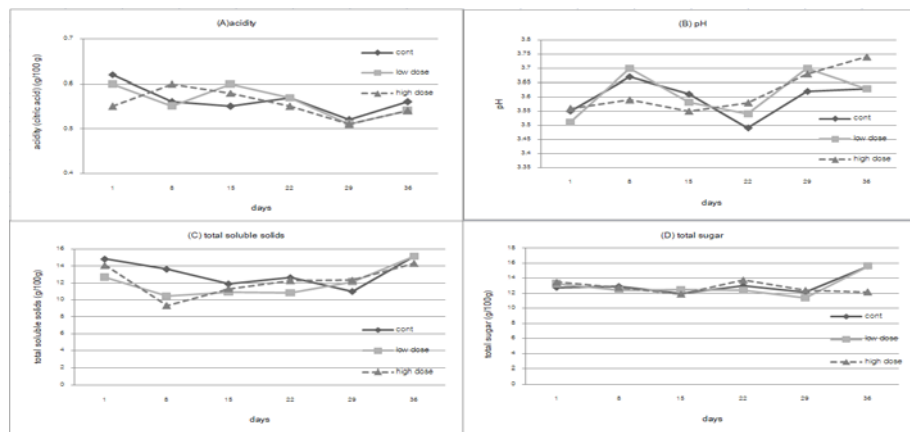 (A)acidity
0.7
0.6
0.5
0.4
acidity (citric acid) (g/100 g)
cont
low dose
high dose
1 8 15 22 29 36
days
(B) pH
3.8
3.75
3.7
3.65
3.6
3.55
3.5
3.45
3.4
3.35
pH
cont
low dose
high dose
1 8 15 22 29 36
days
(C) total soluble solids
16
14
12
10
8
6
4
2
0
total soluble solids (g/100g)
cont
low dose
high dose
1 8 15 22 29 36
days
(D) total sugar
18
16
14
12
10
8
6
4
2
0
total sugar (g/100g)
cont
low dose
high dose
1 8 15 22 29 36
days